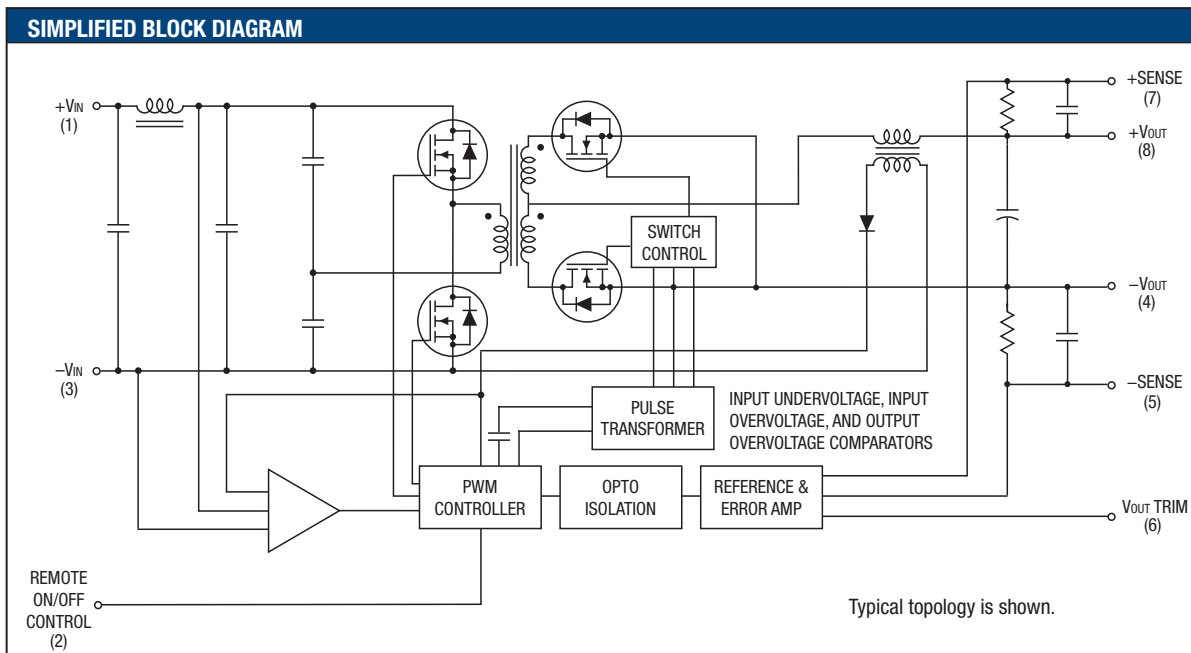 SIMPLIFIED BLOCK DIAGRAM
+VIN
(1)
–VIN
(3)
SWITCH
CONTROL
+SENSE
(7)
+VOUT
(8)
–VOUT
(4)
–SENSE
(5)
PULSE
TRANSFORMER
INPUT UNDERVOLTAGE, INPUT
OVERVOLTAGE, AND OUTPUT
OVERVOLTAGE COMPARATORS
PWM
CONTROLLER
OPTO
ISOLATION
REFERENCE &
ERROR AMP
VOUT TRIM
(6)
REMOTE
ON/OFF
CONTROL
(2)
Typical topology is shown.